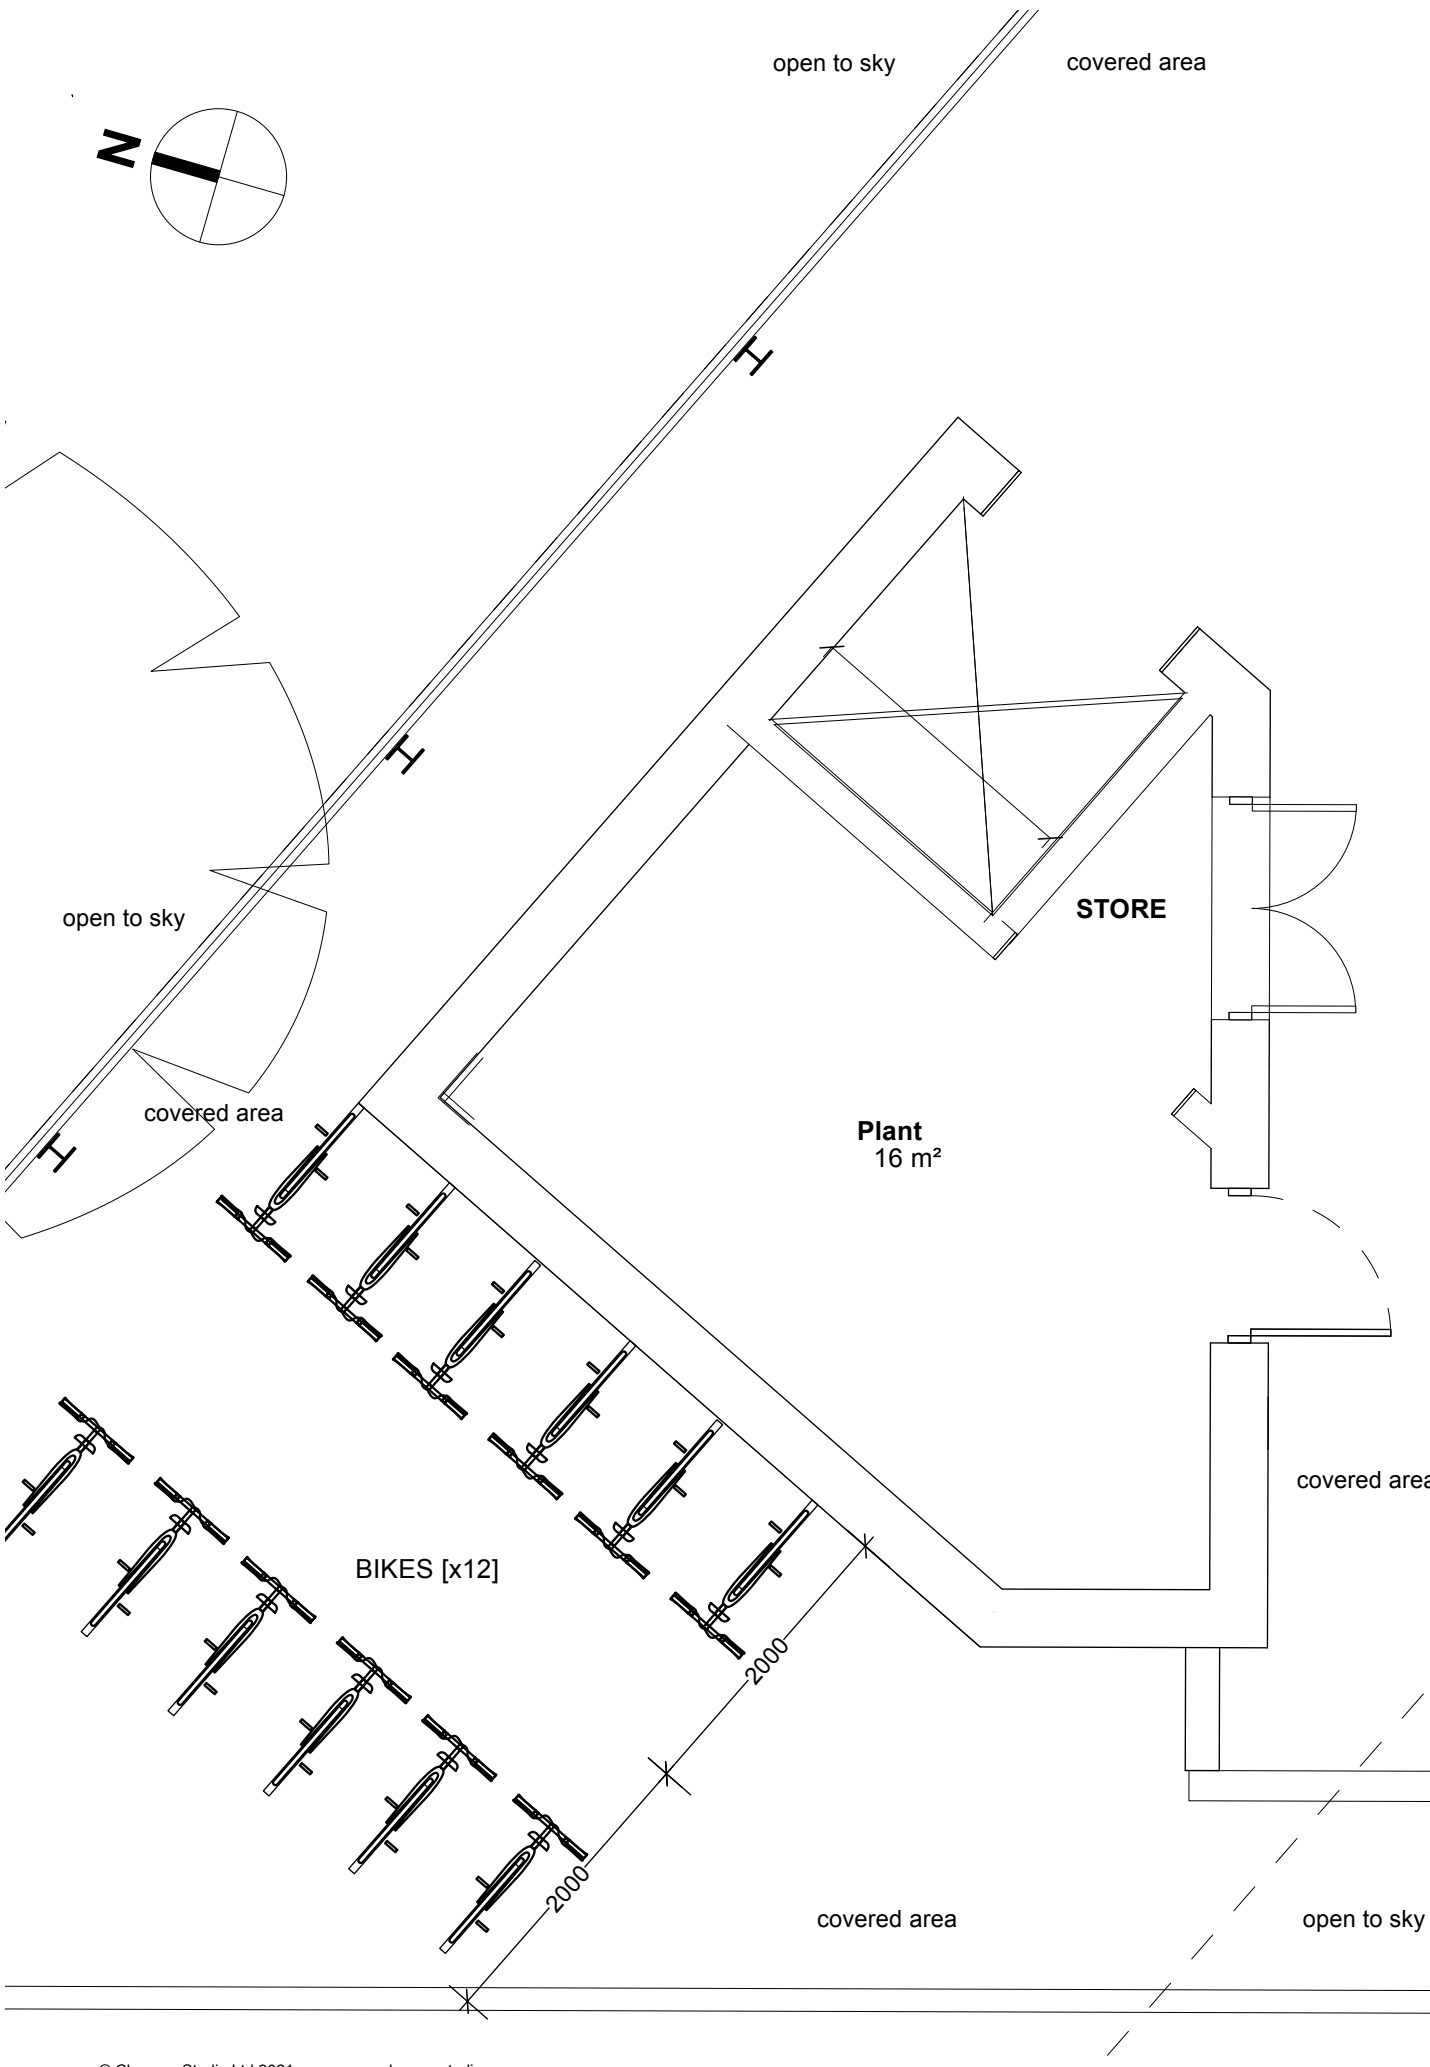 open to sky
covered area
N
open to sky
STORE
covered area
Plant
16 m²
covered area
BIKES [x12]
2000
2000
covered area
open to sky